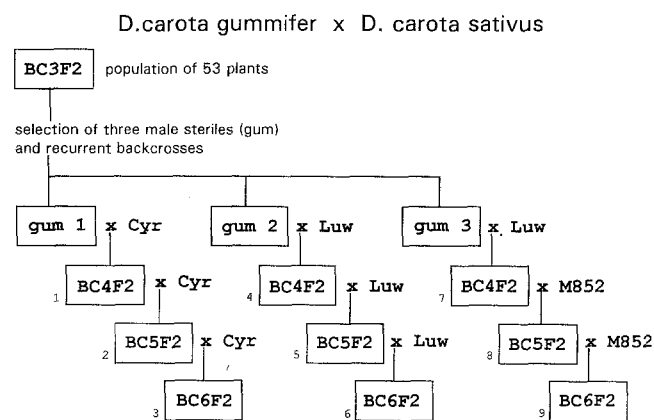 D.carota gummifer x D. carota sativus
BC3F2 population of 53 plants
selection of three male steriles (gum)
and recurrent backcrosses
gum 1 x Cyr gum 2 x Luw gum 3 x Luw
1 BC4F2 x Cyr 4 BC4F2 x Luw 7 BC4F2 x M852
2 BC5F2 x Cyr 5 BC5F2 x Luw 8 BC5F2 x M852
3 BC6F2 6 BC6F2 9 BC6F2